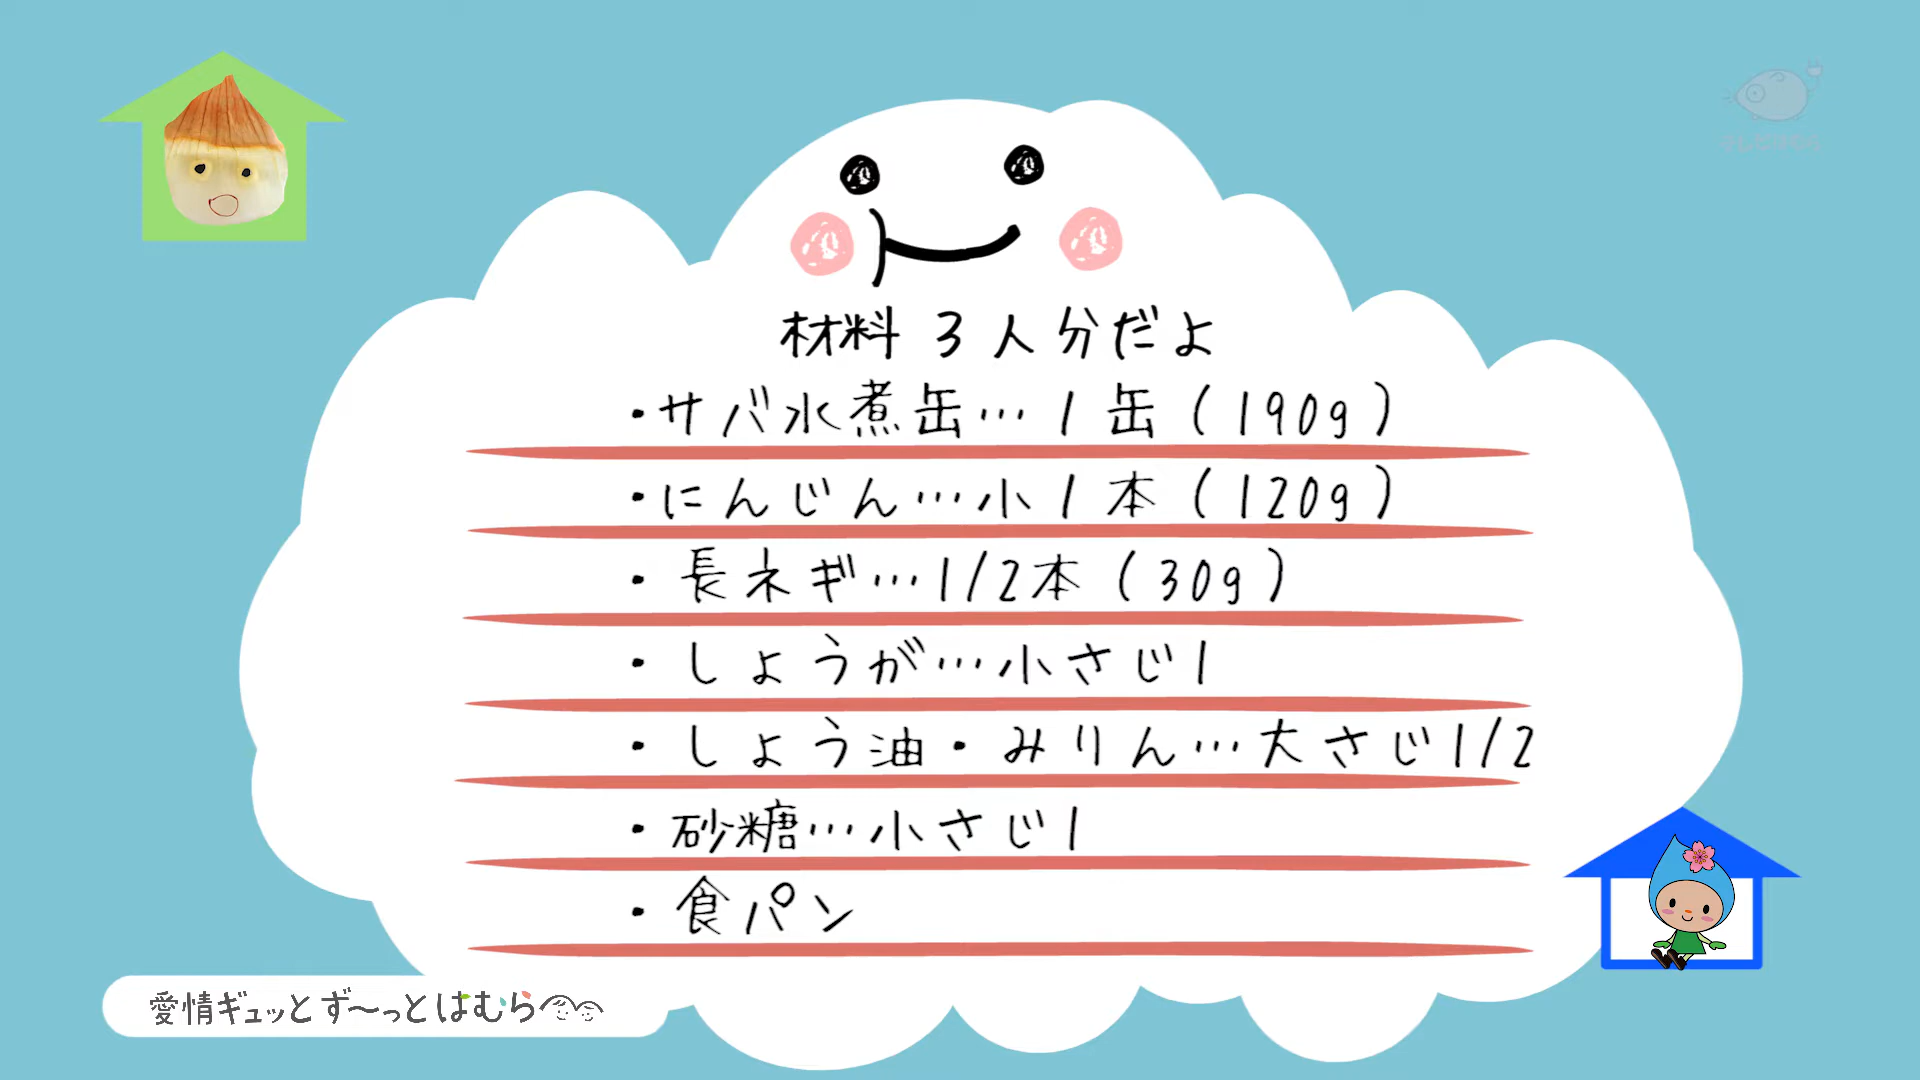 材料 3人分だよ
・サバ水煮缶…1缶(190g)
・にんじん…小1本(120g)
・長ネギ…1/2本(30g)
・しょうが…小さじ1
・しょう油・みりん…大さじ1/2
・砂糖…小さじ1
・食パン
愛情ギュッとず〜っとはむら